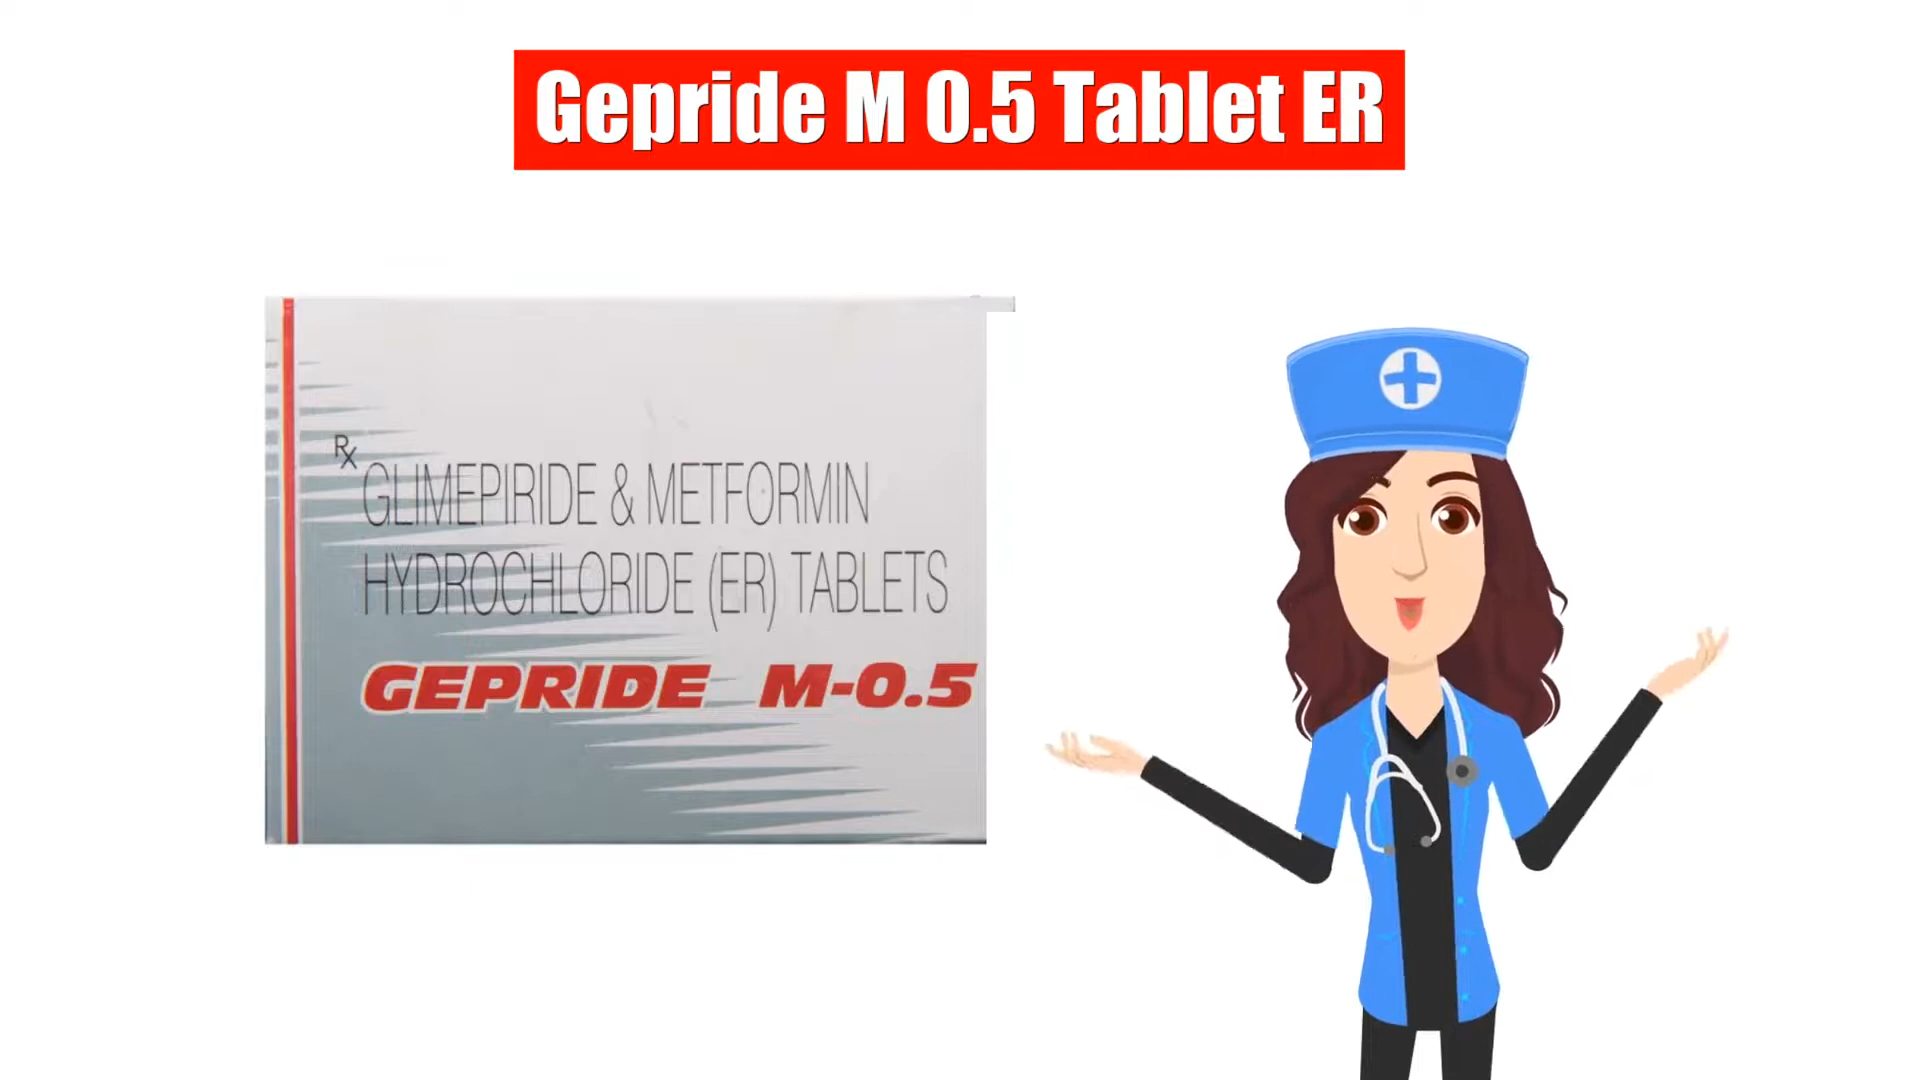 Gepride M 0.5 Tablet ER
Rx
GLIMEPIRIDE & METFORMIN
HYDROCHLORIDE (ER) TABLETS
GEPRIDE M-0.5